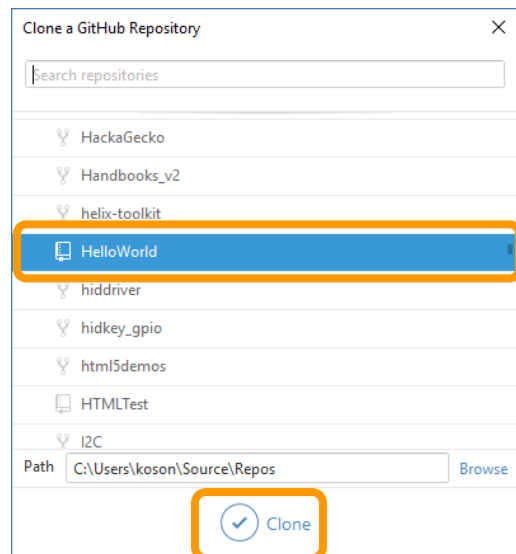 Clone a GitHub Repository
Search repositories
HackaGecko
Handbooks_v2
helix-toolkit
HelloWorld
hiddriver
hidkey_gpio
html5demos
HTMLTest
I2C
Path C:\Users\koson\Source\Repos Browse
Clone